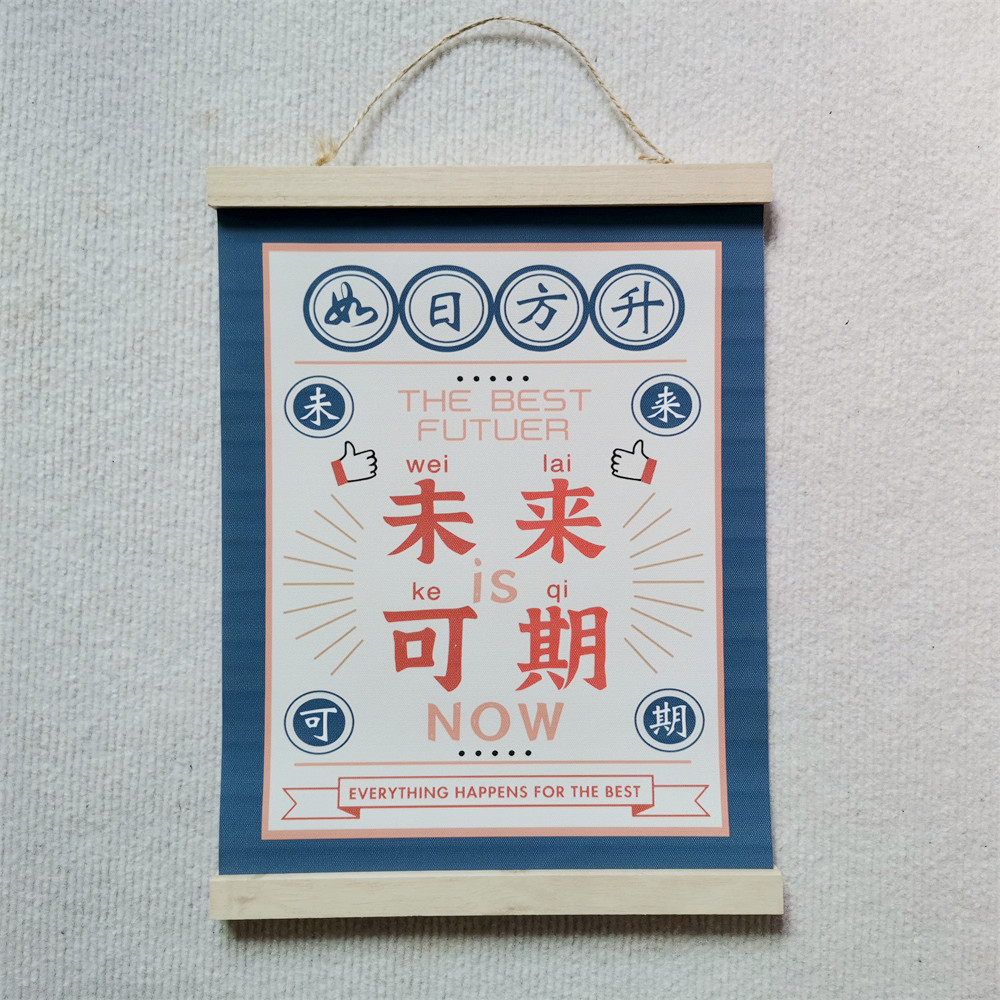 如日方升
未 来
THE BEST
FUTUER
wei lai
未来
is
ke qi
可期
NOW
可 期
EVERYTHING HAPPENS FOR THE BEST